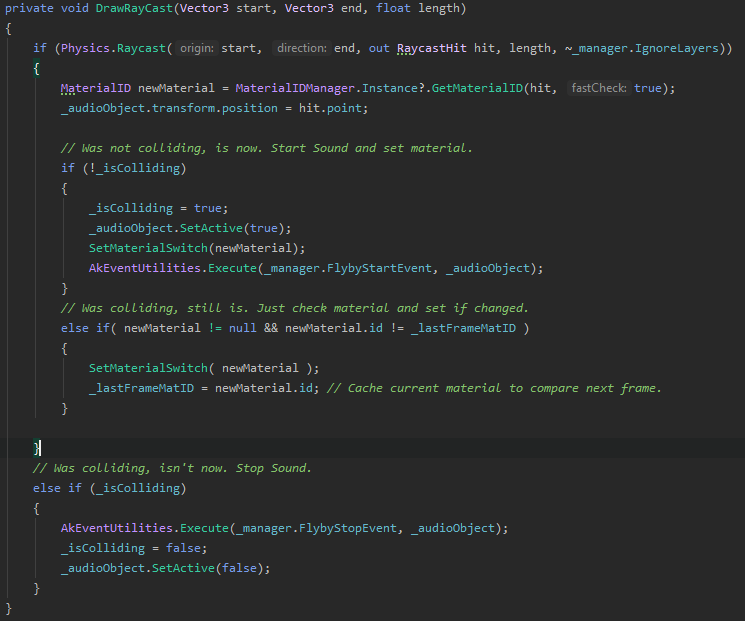 private void DrawRayCast(Vector3 start, Vector3 end, float length)
{
if (Physics.Raycast( origin: start, direction: end, out RaycastHit hit, length, ~_manager.IgnoreLayers))
{
MaterialID newMaterial = MaterialIDManager.Instance?.GetMaterialID(hit, fastCheck: true);
_audioObject.transform.position = hit.point;
// Was not colliding, is now. Start Sound and set material.
if (!_isColliding)
{
_isColliding = true;
_audioObject.SetActive(true);
SetMaterialSwitch(newMaterial);
AkEventUtilities.Execute(_manager.FlybyStartEvent, _audioObject);
}
// Was colliding, still is. Just check material and set if changed.
else if( newMaterial != null && newMaterial.id != _lastFrameMatID )
{
SetMaterialSwitch( newMaterial );
_lastFrameMatID = newMaterial.id; // Cache current material to compare next frame.
}
}
// Was colliding, isn't now. Stop Sound.
else if (_isColliding)
{
AkEventUtilities.Execute(_manager.FlybyStopEvent, _audioObject);
_isColliding = false;
_audioObject.SetActive(false);
}
}